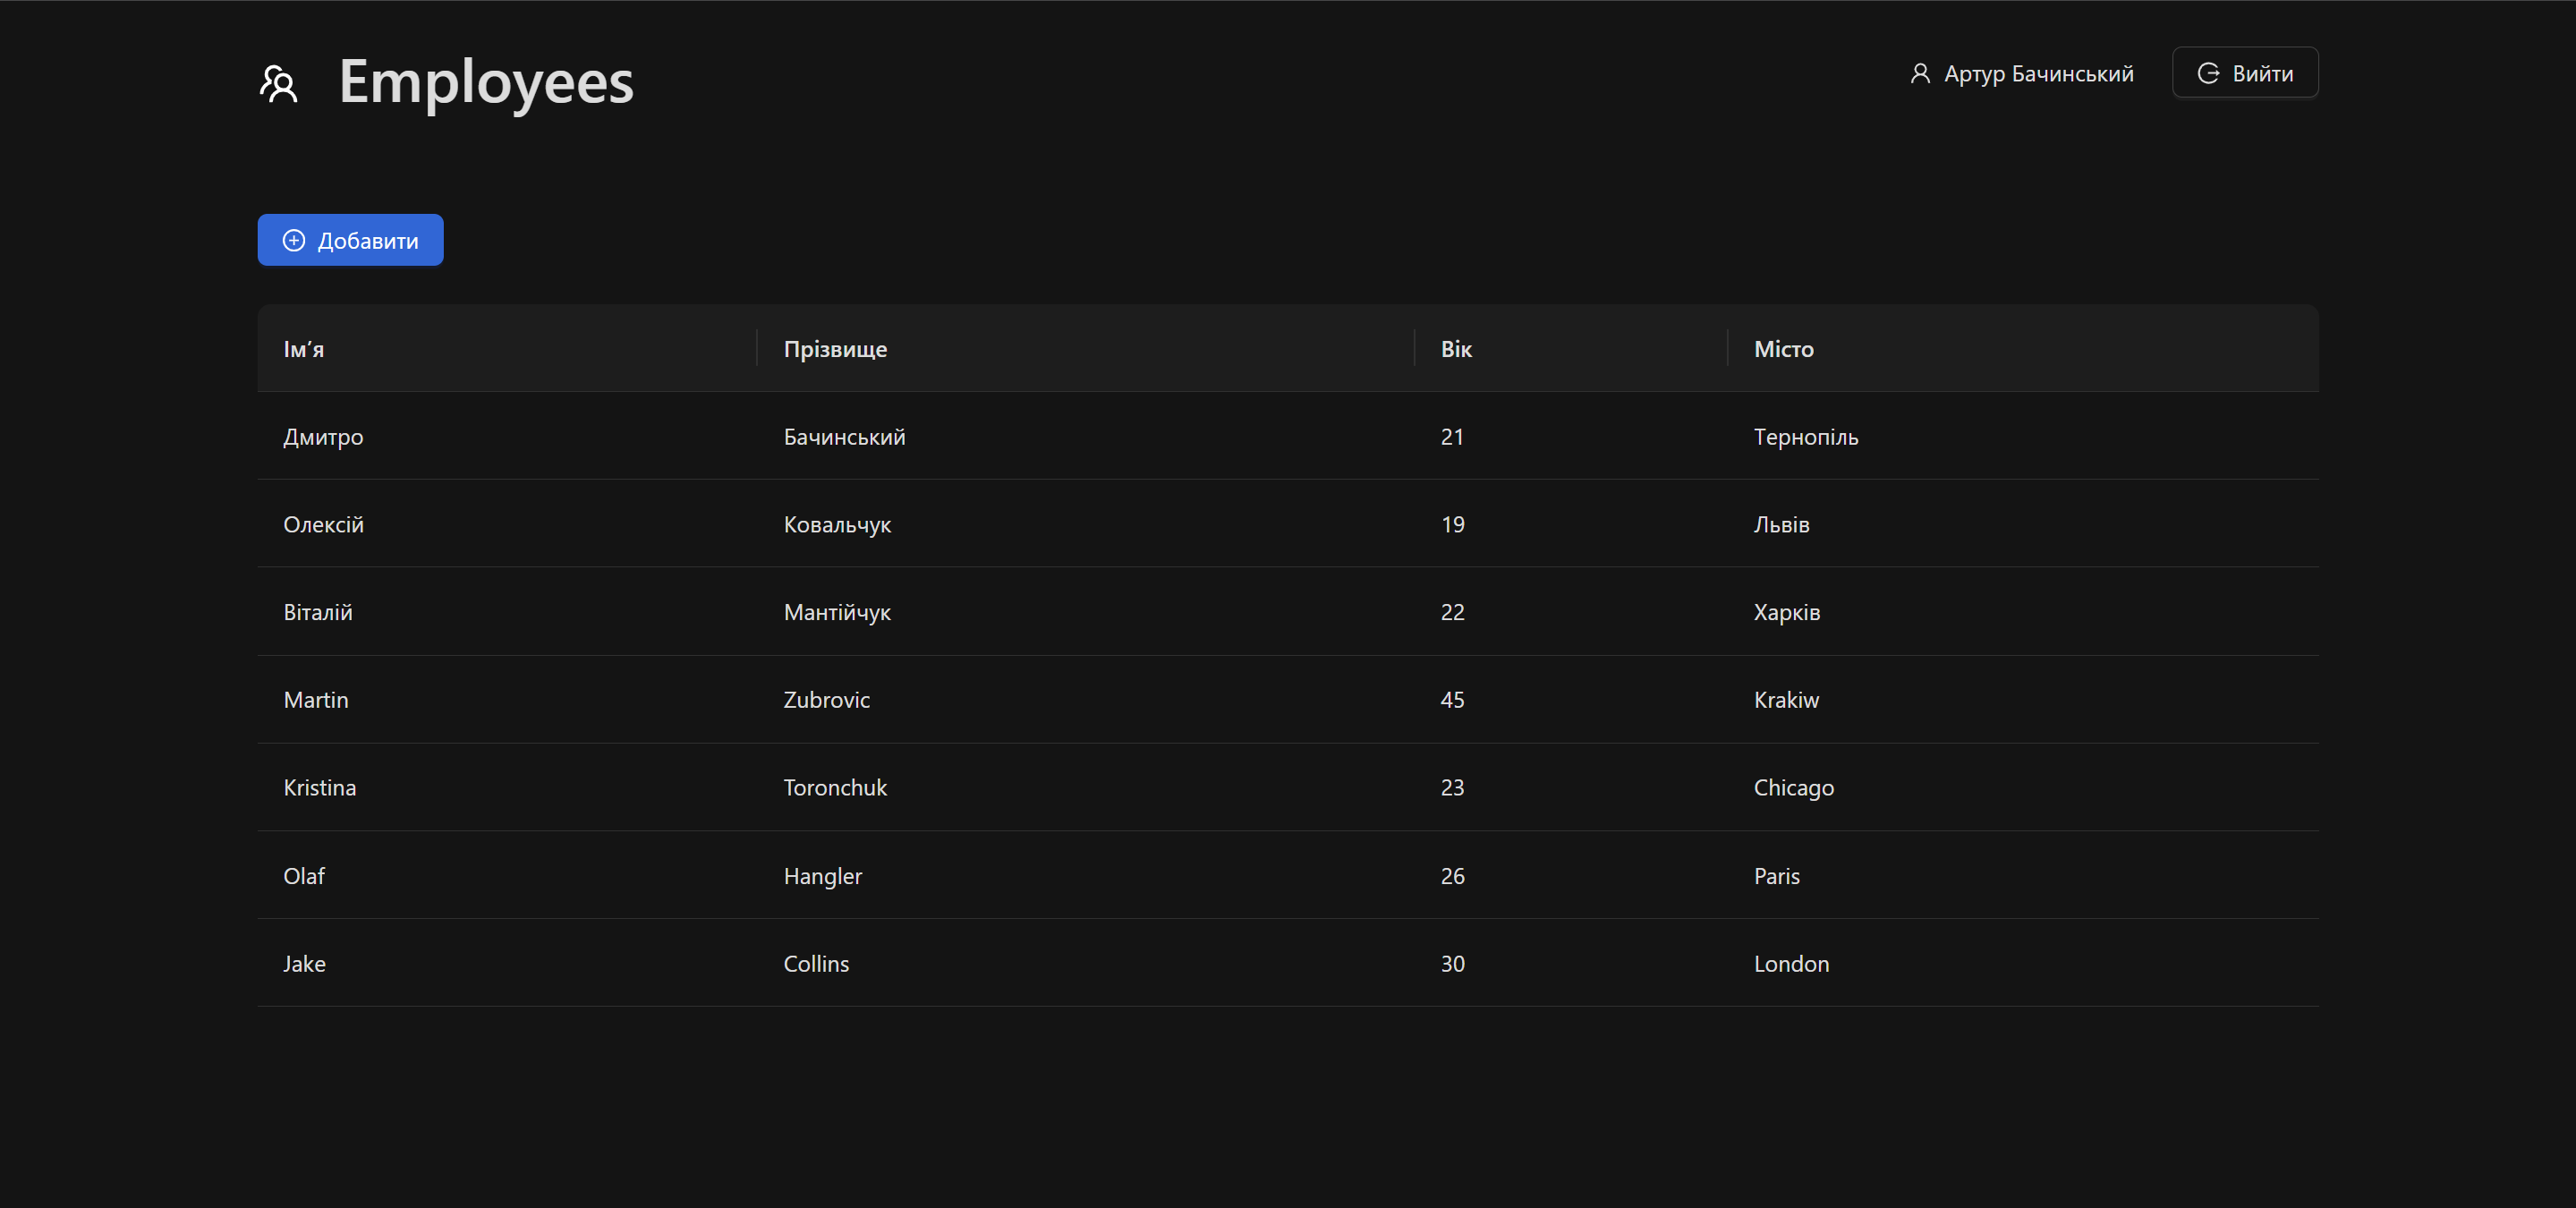 Employees
Артур Бачинський
Вийти
Добавити
Ім’я Прізвище Вік Місто
Дмитро Бачинський 21 Тернопіль
Олексій Ковальчук 19 Львів
Віталій Мантійчук 22 Харків
Martin Zubrovic 45 Krakiw
Kristina Toronchuk 23 Chicago
Olaf Hangler 26 Paris
Jake Collins 30 London